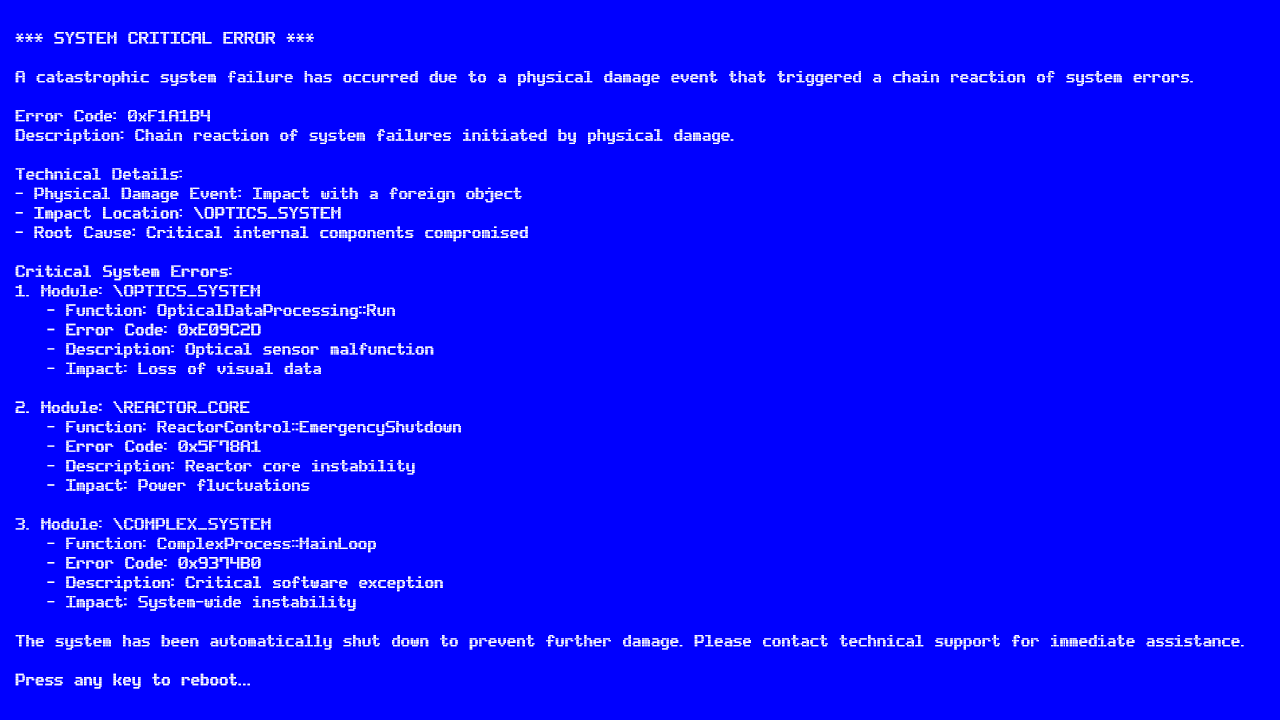 *** SYSTEM CRITICAL ERROR ***
A catastrophic system failure has occurred due to a physical damage event that triggered a chain reaction of system errors.
Error Code: 0xF1A1B4
Description: Chain reaction of system failures initiated by physical damage.
Technical Details:
- Physical Damage Event: Impact with a foreign object
- Impact Location: \OPTICS_SYSTEM
- Root Cause: Critical internal components compromised
Critical System Errors:
1. Module: \OPTICS_SYSTEM
- Function: OpticalDataProcessing::Run
- Error Code: 0xE09C2D
- Description: Optical sensor malfunction
- Impact: Loss of visual data
2. Module: \REACTOR_CORE
- Function: ReactorControl::EmergencyShutdown
- Error Code: 0x5F78A1
- Description: Reactor core instability
- Impact: Power fluctuations
3. Module: \COMPLEX_SYSTEM
- Function: ComplexProcess::MainLoop
- Error Code: 0x9374B0
- Description: Critical software exception
- Impact: System-wide instability
The system has been automatically shut down to prevent further damage. Please contact technical support for immediate assistance.
Press any key to reboot...